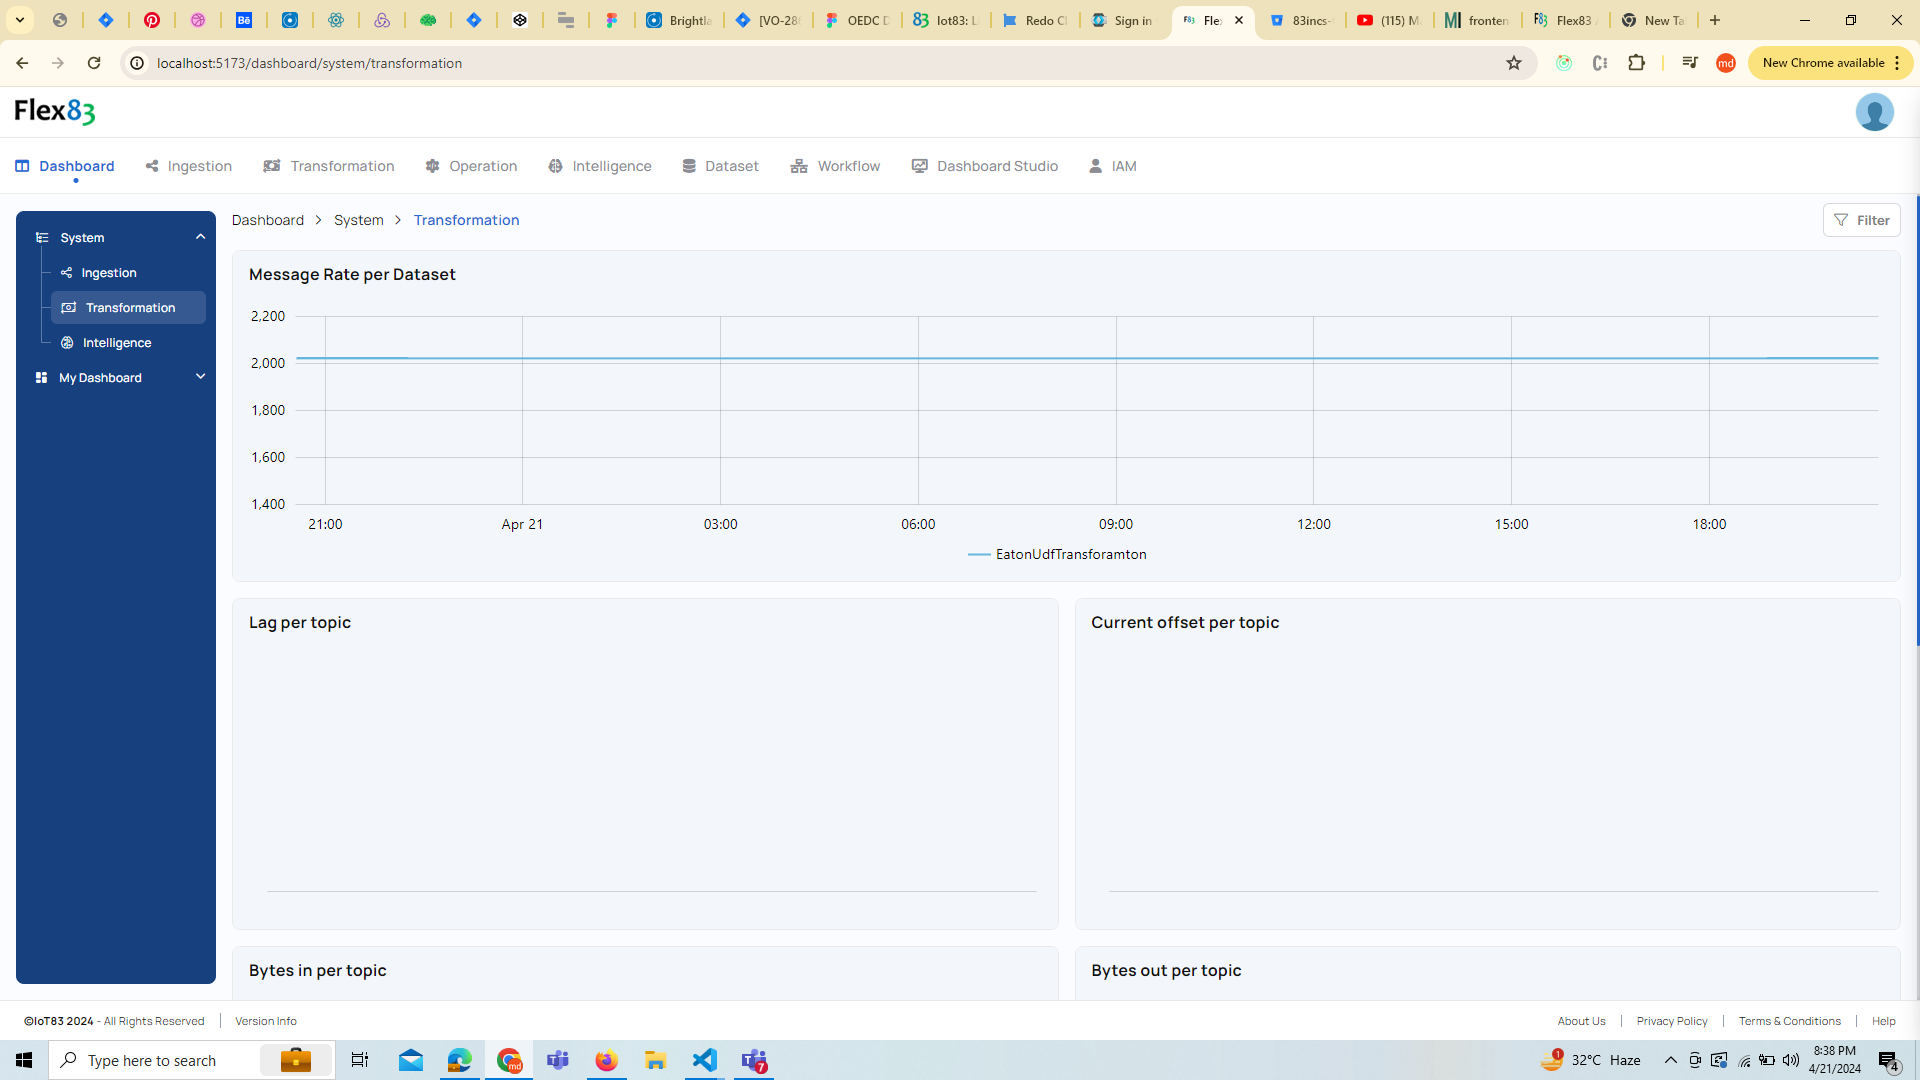 Brightla
[VO-286
OEDC D
Iot83: L
Redo Cl
Sign in
Flex
83incs-
(115) M
fronten
Flex83 A
New Ta
localhost:5173/dashboard/system/transformation
New Chrome available
Flex83
Dashboard Ingestion Transformation Operation Intelligence Dataset Workflow Dashboard Studio IAM
System
Ingestion
Transformation
Intelligence
My Dashboard
Dashboard > System > Transformation
Filter
Message Rate per Dataset
2,200
2,000
1,800
1,600
1,400
21:00 Apr 21 03:00 06:00 09:00 12:00 15:00 18:00
EatonUdfTransforamton
Lag per topic
Current offset per topic
Bytes in per topic
Bytes out per topic
©IoT83 2024 - All Rights Reserved | Version Info
About Us | Privacy Policy | Terms & Conditions | Help
Type here to search
32°C Haze
8:38 PM
4/21/2024